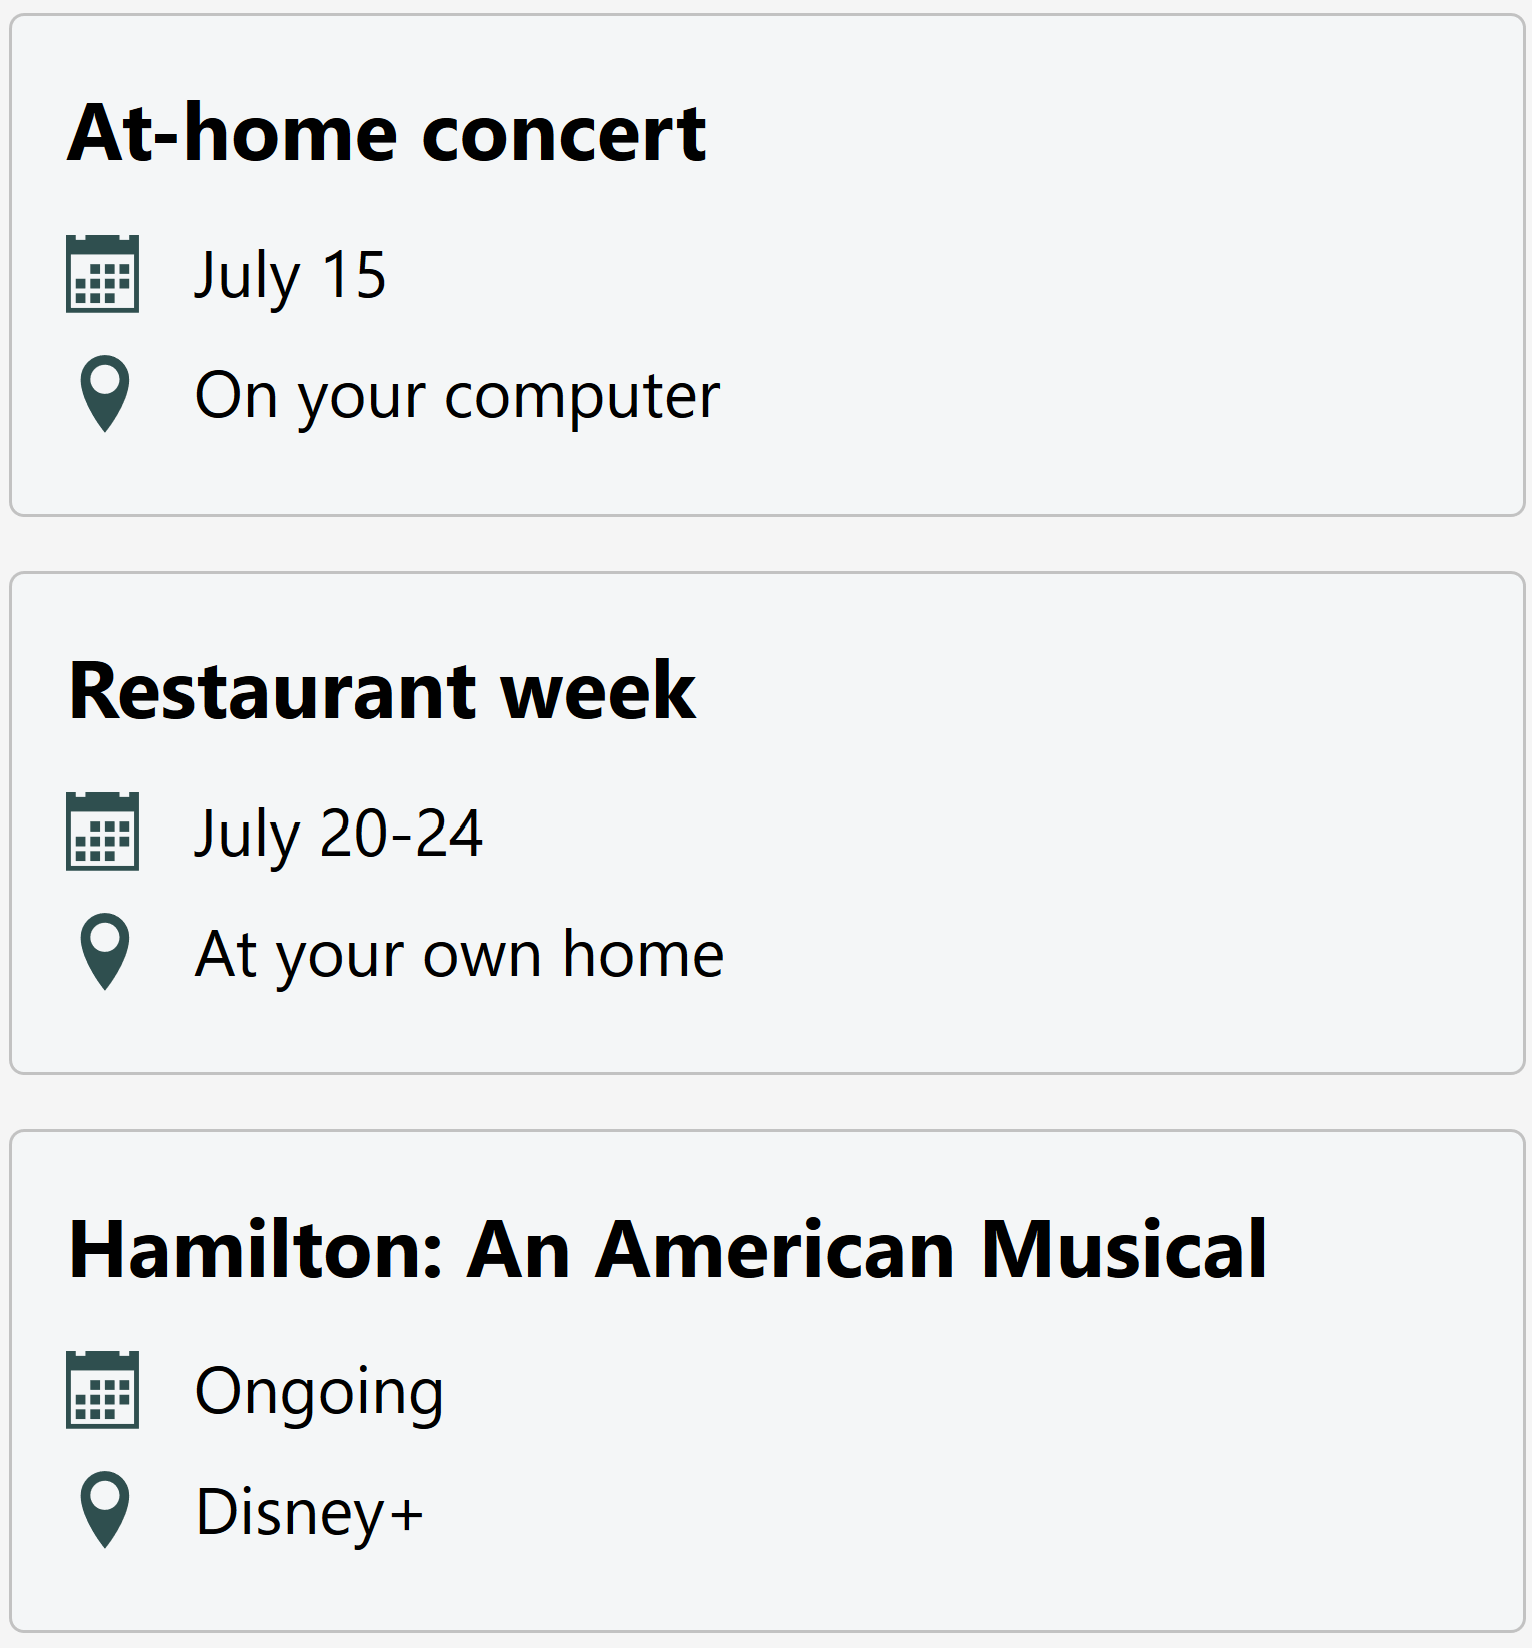 At-home concert
July 15
On your computer
Restaurant week
July 20-24
At your own home
Hamilton: An American Musical
Ongoing
Disney+